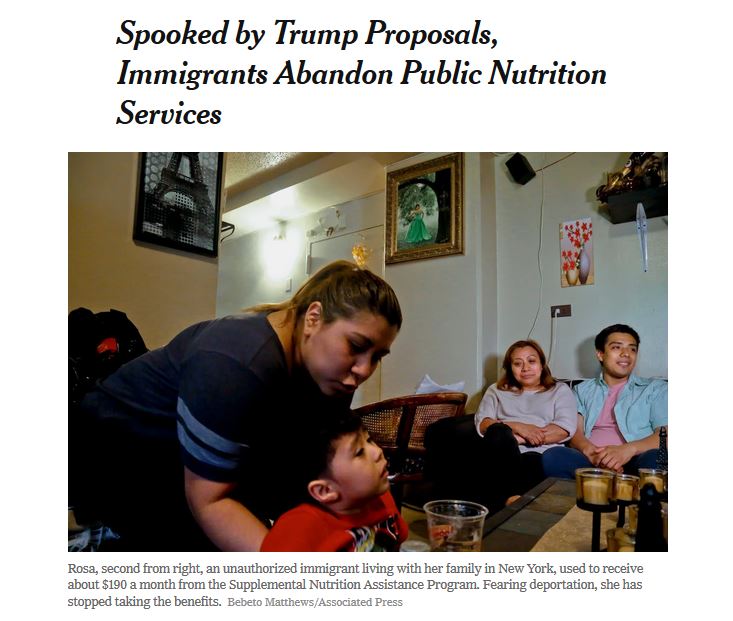 Spooked by Trump Proposals,
Immigrants Abandon Public Nutrition
Services
Rosa, second from right, an unauthorized immigrant living with her family in New York, used to receive
about $190 a month from the Supplemental Nutrition Assistance Program. Fearing deportation, she has
stopped taking the benefits. Bebeto Matthews/Associated Press